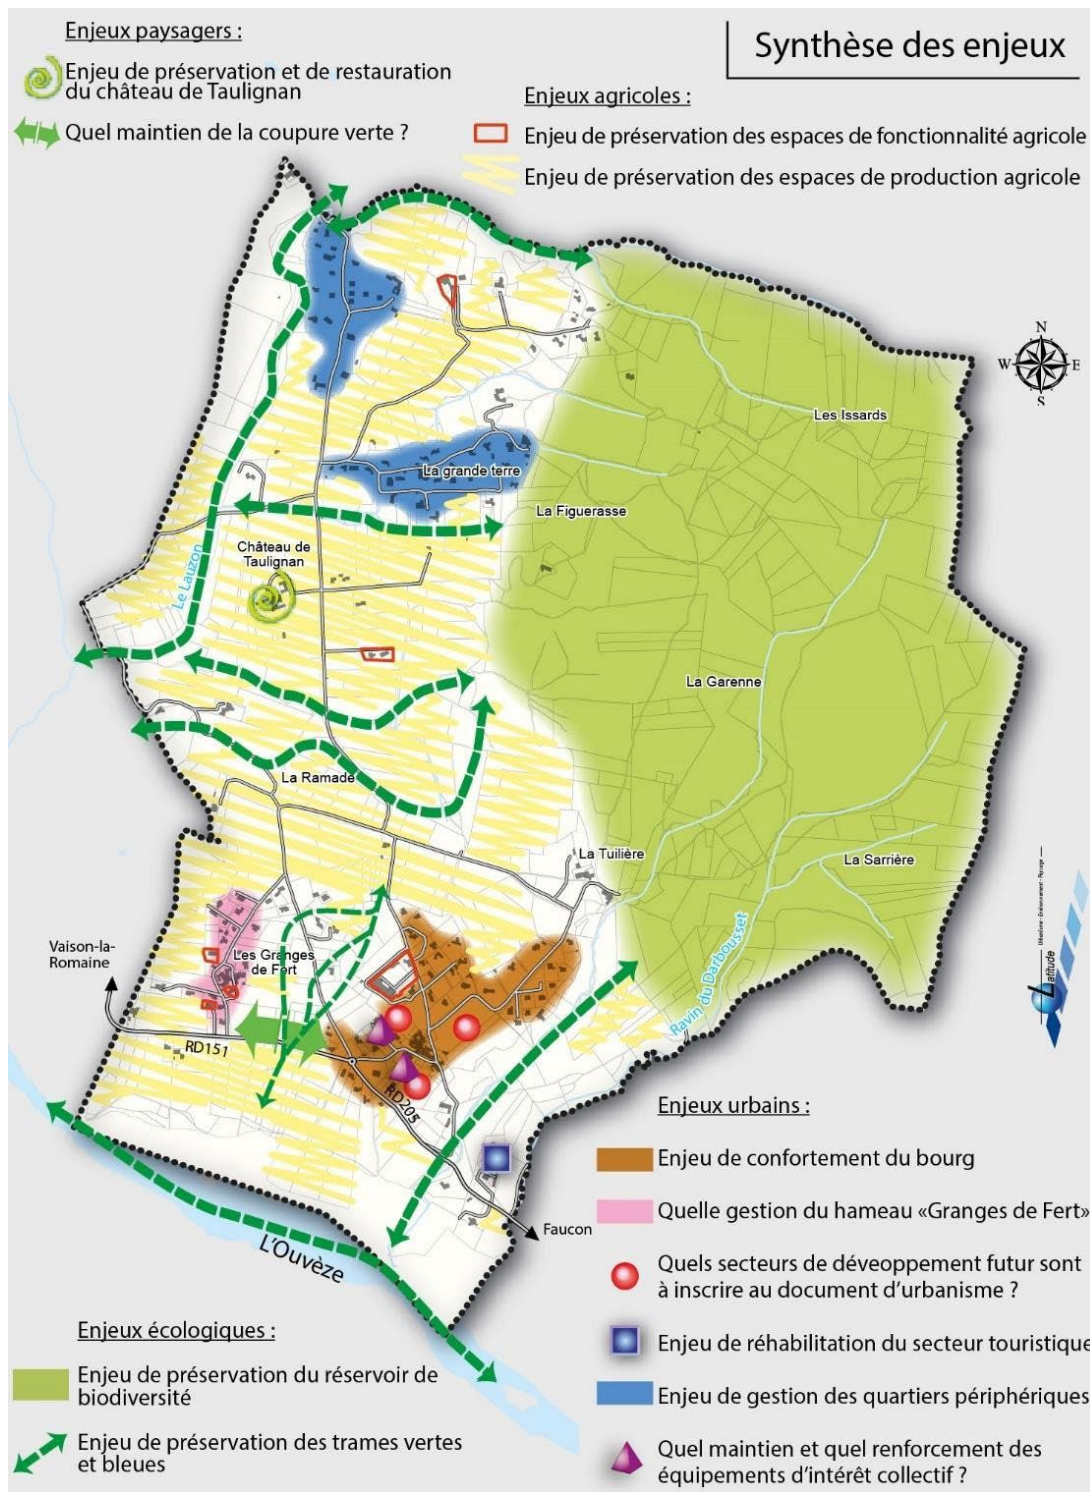 Synthèse des enjeux
Enjeux paysagers :
Enjeu de préservation et de restauration
du château de Taulignan
Quel maintien de la coupure verte ?
Enjeux agricoles :
Enjeu de préservation des espaces de fonctionnalité agricole
Enjeu de préservation des espaces de production agricole
N
W
E
S
Les Issards
La grande terre
La Figuerasse
Château de
Taulignan
Le Lauzon
La Garenne
La Ramade
La Tuilière
La Sarrière
Vaison-la-
Romaine
Les Granges
de Fert
Ravin du Darbousset
RD151
RD205
Faucon
L'Ouvèze
Latitude
Urbanisme - Environnement - Paysage
Enjeux urbains :
Enjeu de confortement du bourg
Quelle gestion du hameau «Granges de Fert»
Quels secteurs de déveoppement futur sont
à inscrire au document d'urbanisme ?
Enjeu de réhabilitation du secteur touristique
Enjeu de gestion des quartiers périphériques
Quel maintien et quel renforcement des
équipements d'intérêt collectif ?
Enjeux écologiques :
Enjeu de préservation du réservoir de
biodiversité
Enjeu de préservation des trames vertes
et bleues